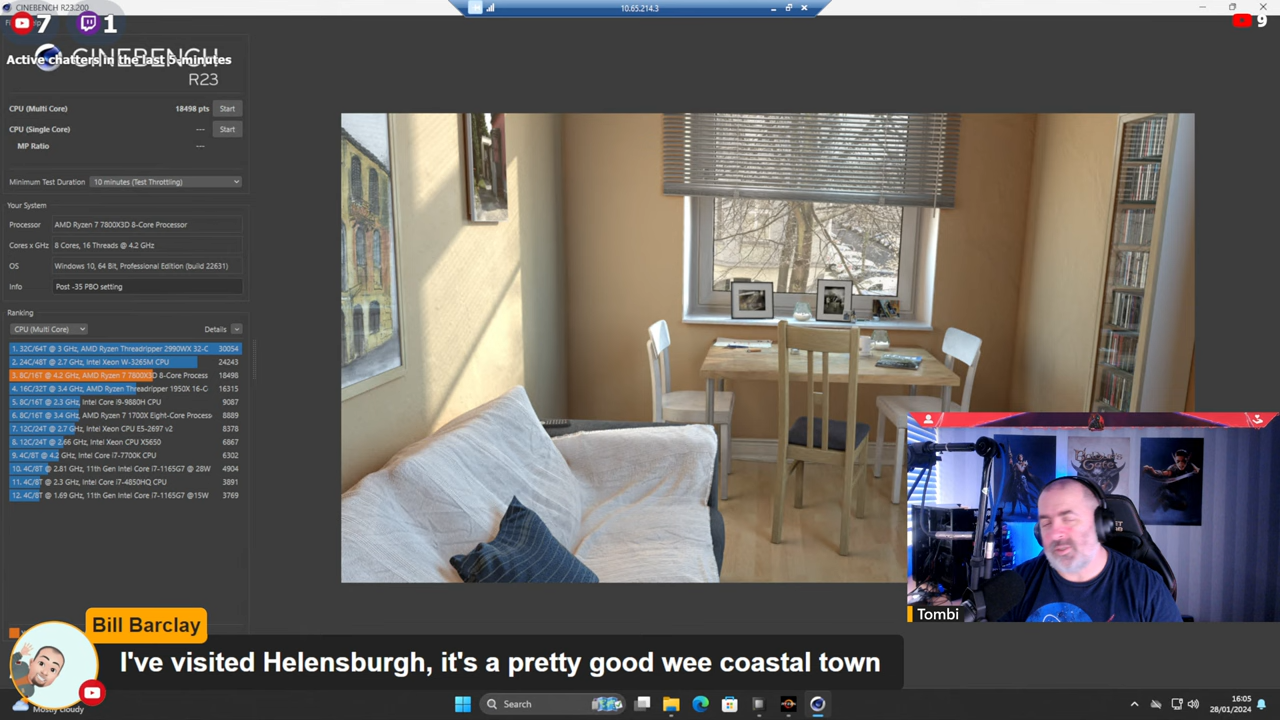 CINEBENCH R23.200
10.65.214.3
7
1
9
Active chatters in the last 5 minutes
CINEBENCH
R23
CPU (Multi Core) 18498 pts Start
CPU (Single Core) --- Start
MP Ratio ---
Minimum Test Duration 10 minutes (Test Throttling)
Your System
Processor AMD Ryzen 7 7800X3D 8-Core Processor
Cores x GHz 8 Cores, 16 Threads @ 4.2 GHz
OS Windows 10, 64 Bit, Professional Edition (build 22631)
Info Post -35 PBO setting
Ranking
CPU (Multi Core) Details
1. 32C/64T @ 3 GHz, AMD Ryzen Threadripper 2990WX 32-C 30054
2. 24C/48T @ 2.7 GHz, Intel Xeon W-3265M CPU 24243
3. 8C/16T @ 4.2 GHz, AMD Ryzen 7 7800X3D 8-Core Process 18498
4. 16C/32T @ 3.4 GHz, AMD Ryzen Threadripper 1950X 16-C 16315
5. 8C/16T @ 2.3 GHz, Intel Core i9-9880H CPU 9087
6. 8C/16T @ 3.4 GHz, AMD Ryzen 7 1700X Eight-Core Process 8889
7. 12C/24T @ 2.7 GHz, Intel Xeon CPU E5-2697 v2 8378
8. 12C/24T @ 2.66 GHz, Intel Xeon CPU X5650 6867
9. 4C/8T @ 4.2 GHz, Intel Core i7-7700K CPU 6302
10. 4C/8T @ 2.81 GHz, 11th Gen Intel Core i7-1165G7 @ 28W 4904
11. 4C/8T @ 2.3 GHz, Intel Core i7-4850HQ CPU 3891
12. 4C/8T @ 1.69 GHz, 11th Gen Intel Core i7-1165G7 @15W 3769
Tombi
Bill Barclay
I've visited Helensburgh, it's a pretty good wee coastal town
Mostly cloudy
Search
16:05
28/01/2024